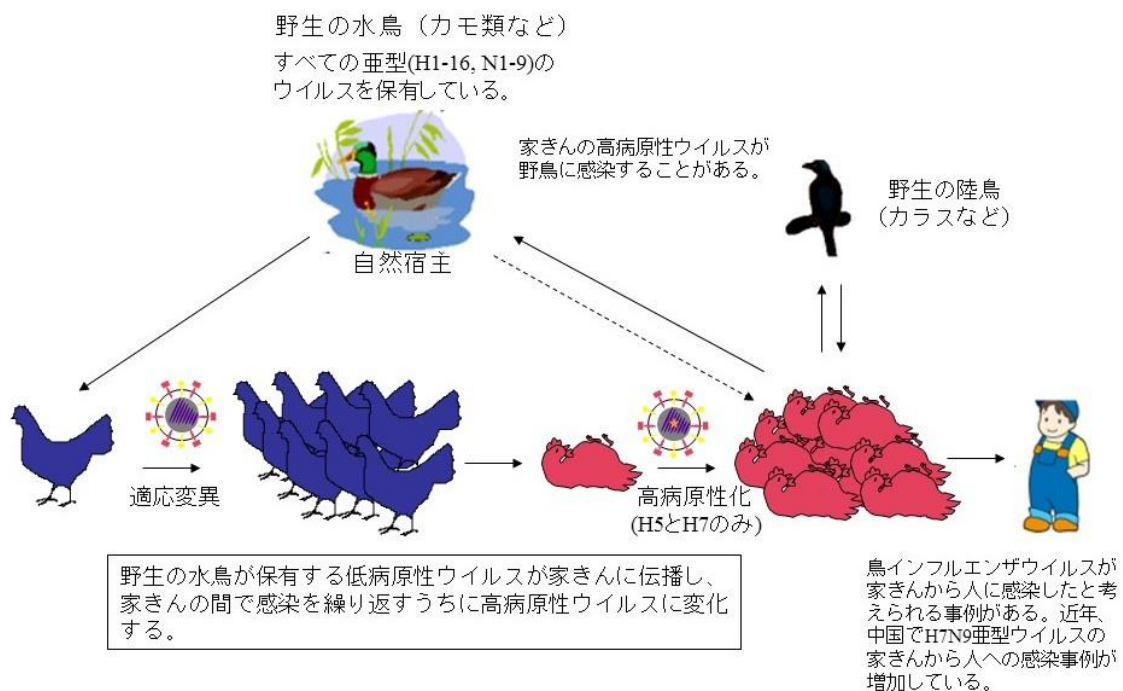 野生の水鳥（カモ類など）
すべての亜型(H1-16, N1-9)の
ウイルスを保有している。
家きんの高病原性ウイルスが
野鳥に感染することがある。
野生の陸鳥
（カラスなど）
自然宿主
適応変異
高病原性化
(H5とH7のみ)
野生の水鳥が保有する低病原性ウイルスが家きんに伝播し、
家きんの間で感染を繰り返すうちに高病原性ウイルスに変化
する。
鳥インフルエンザウイルスが
家きんから人に感染したと考
えられる事例がある。近年、
中国でH7N9亜型ウイルスの
家きんから人への感染事例が
増加している。